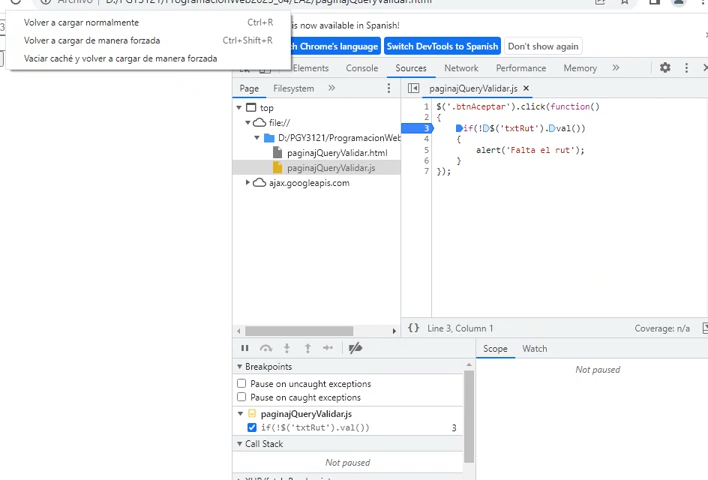 Archivo
D:/PGY3121/ProgramacionWeb2023_04/EA2/paginajQueryValidar.html
Volver a cargar normalmente Ctrl+R
Volver a cargar de manera forzada Ctrl+Shift+R
Vaciar caché y volver a cargar de manera forzada
is now available in Spanish!
h Chrome's language
Switch DevTools to Spanish
Don't show again
Elements Console Sources Network Performance Memory »
Page Filesystem »
paginajQueryValidar.js ×
top
file://
D:/PGY3121/ProgramacionWeb
paginajQueryValidar.html
paginajQueryValidar.js
ajax.googleapis.com
1 $('.btnAceptar').click(function()
2 {
3 if(!$('txtRut').val())
4 {
5 alert('Falta el rut');
6 }
7 });
{} Line 3, Column 1 Coverage: n/a
Scope Watch
Not paused
Breakpoints
Pause on uncaught exceptions
Pause on caught exceptions
paginajQueryValidar.js
if(!$('txtRut').val()) 3
Call Stack
Not paused